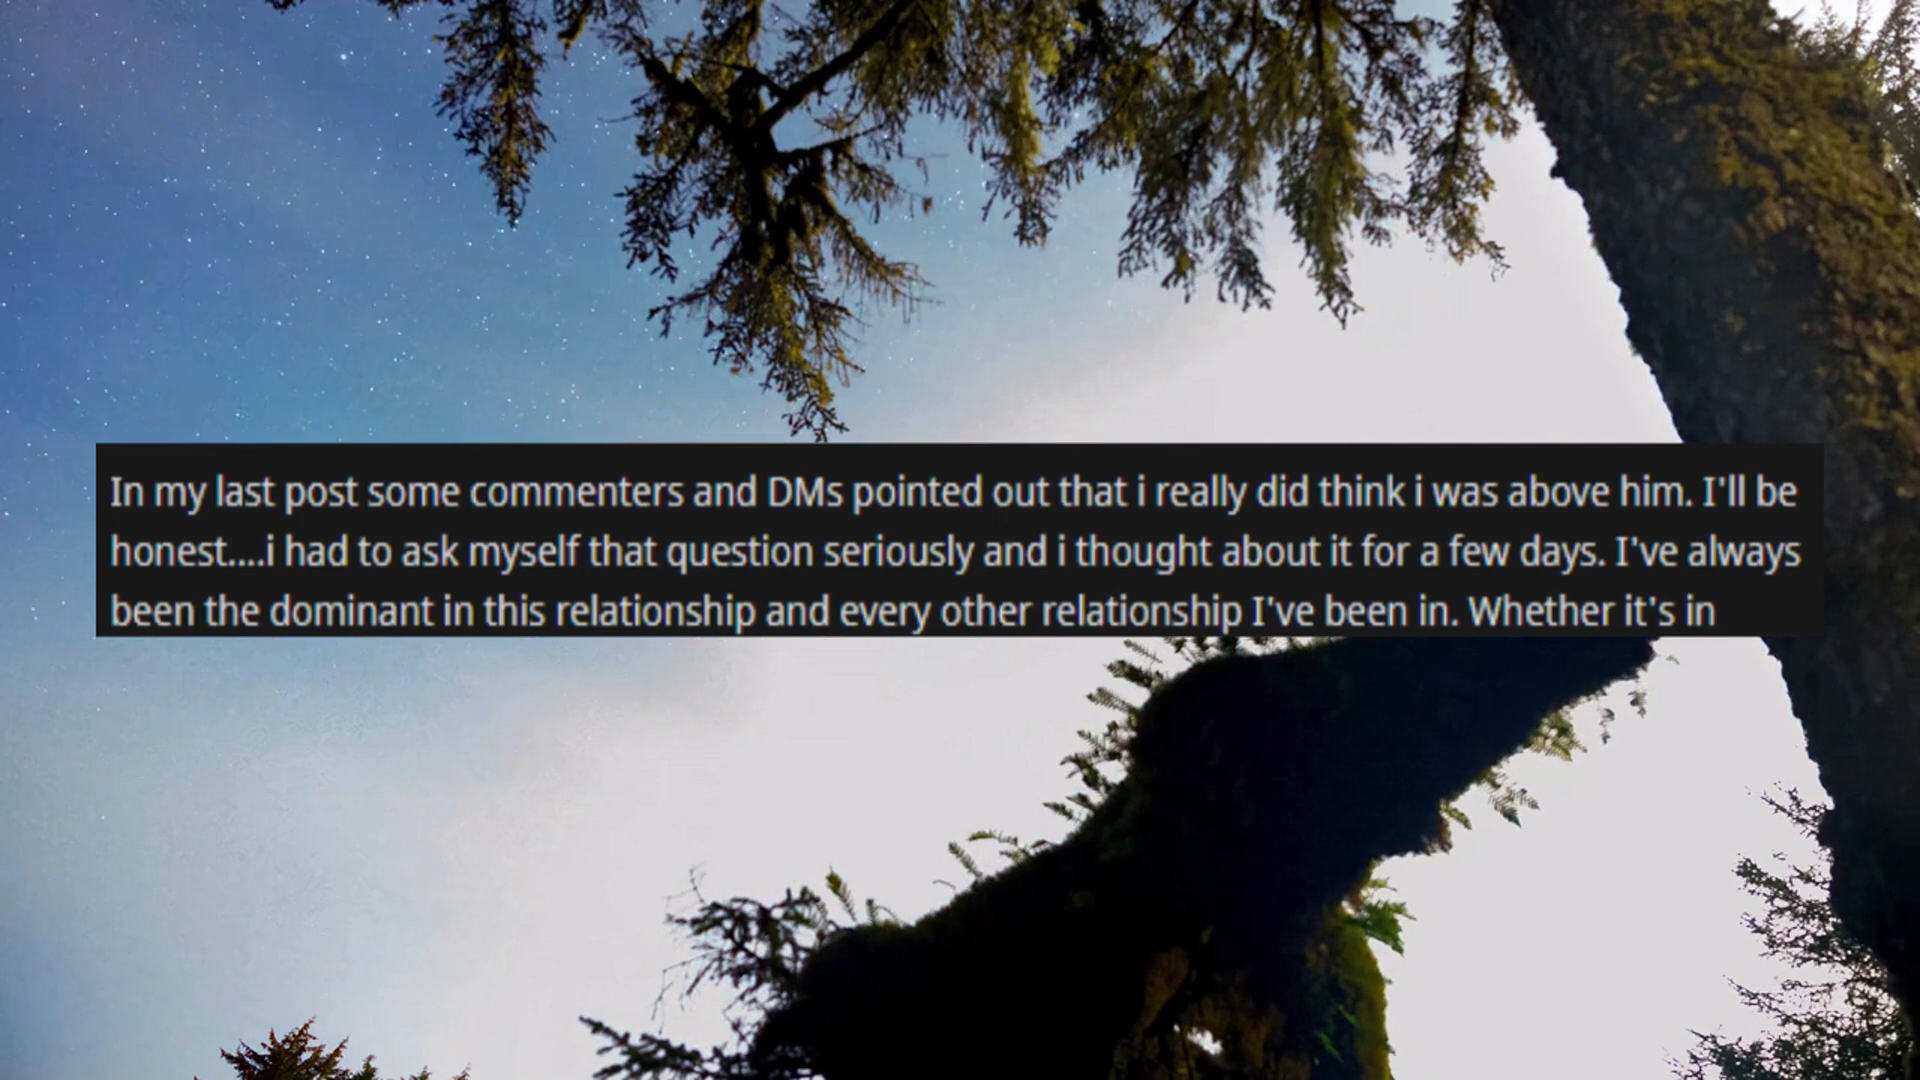 In my last post some commenters and DMs pointed out that i really did think i was above him. I'll be
honest....i had to ask myself that question seriously and i thought about it for a few days. I've always
been the dominant in this relationship and every other relationship I've been in. Whether it's in